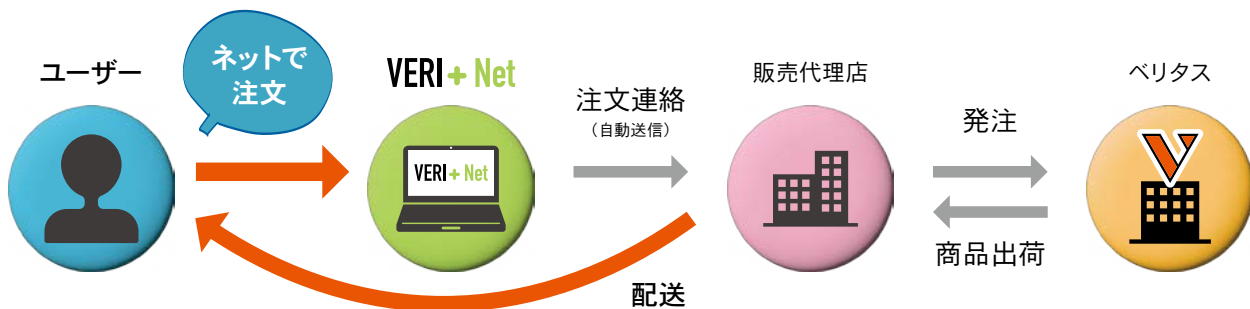 ユーザー
ネットで
注文
VERI+Net
VERI+Net
注文連絡
（自動送信）
販売代理店
発注
商品出荷
ベリタス
配送